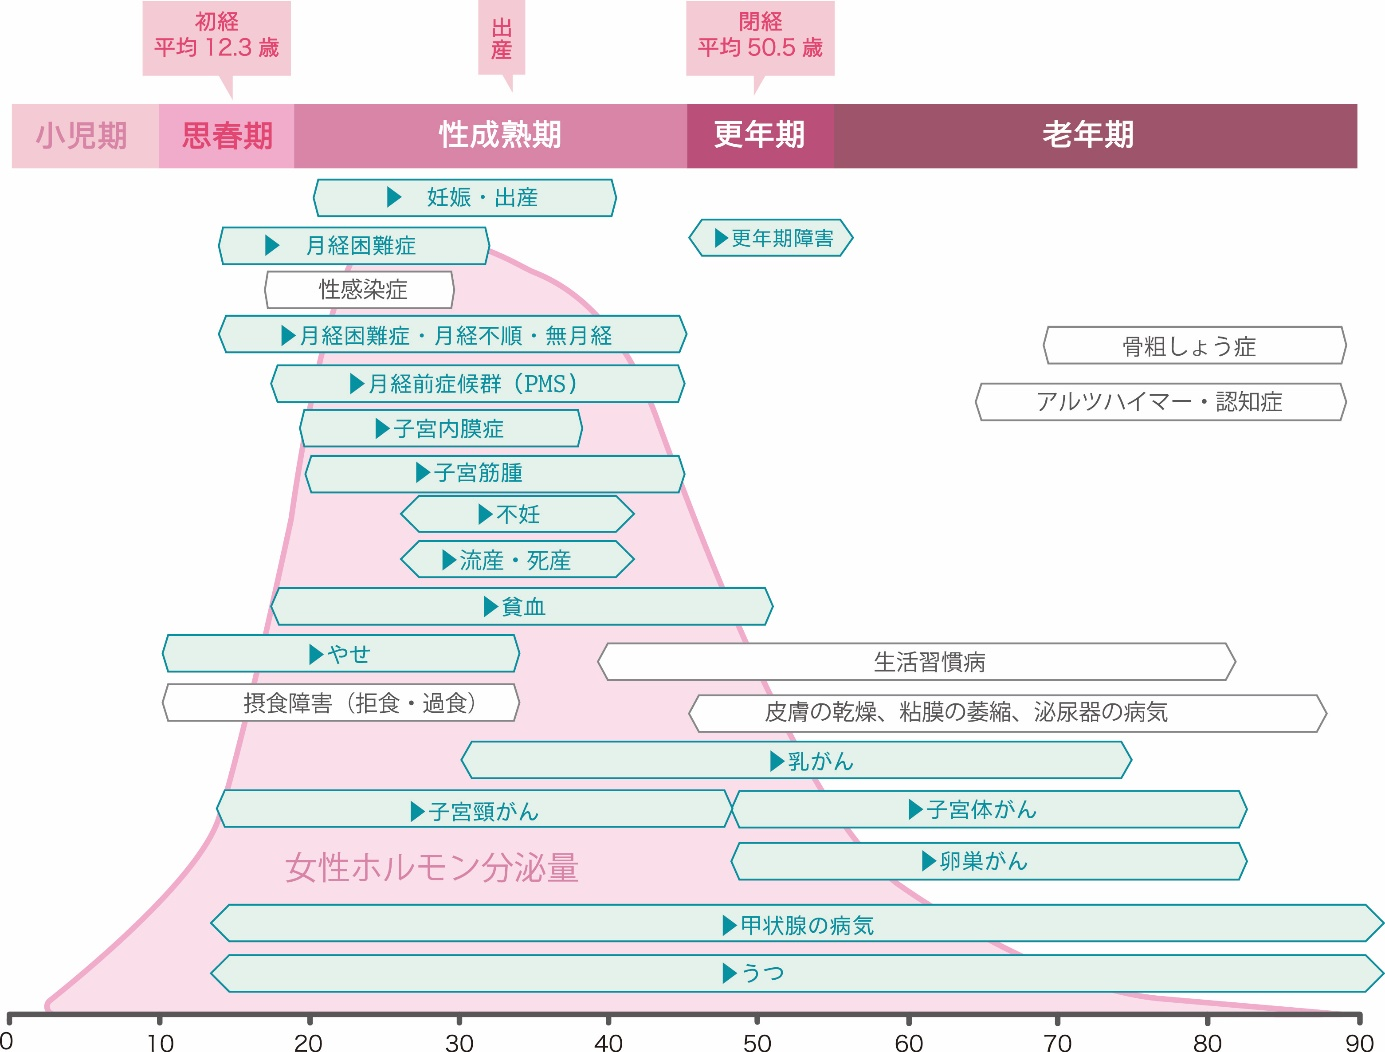 初経
平均 12.3 歳
出産
閉経
平均 50.5 歳
小児期
思春期
性成熟期
更年期
老年期
▶ 妊娠・出産
▶更年期障害
▶ 月経困難症
性感染症
▶月経困難症・月経不順・無月経
骨粗しょう症
▶月経前症候群（PMS）
アルツハイマー・認知症
▶子宮内膜症
▶子宮筋腫
▶不妊
▶流産・死産
▶貧血
▶やせ
生活習慣病
摂食障害（拒食・過食）
皮膚の乾燥、粘膜の萎縮、泌尿器の病気
▶乳がん
▶子宮頸がん
▶子宮体がん
女性ホルモン分泌量
▶卵巣がん
▶甲状腺の病気
▶うつ
0 10 20 30 40 50 60 70 80 90